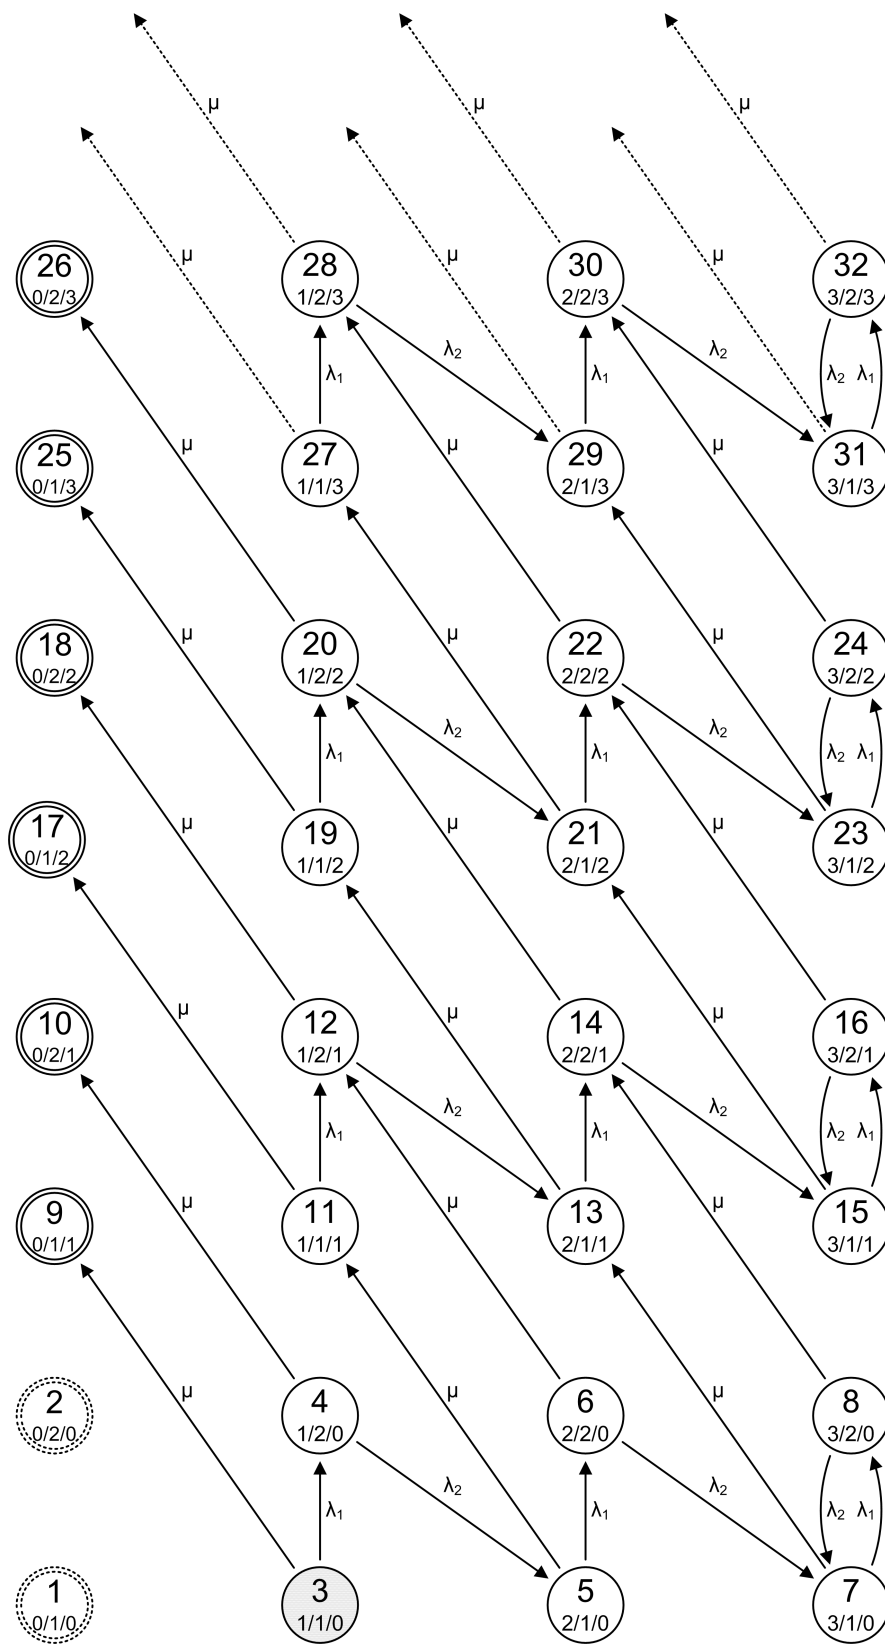 μ μ μ
μ μ μ
26 28 30 32
0/2/3 1/2/3 2/2/3 3/2/3
λ₂ λ₂
λ₁ λ₁ λ₂ λ₁
μ μ μ
25 27 29 31
0/1/3 1/1/3 2/1/3 3/1/3
μ μ μ
18 20 22 24
0/2/2 1/2/2 2/2/2 3/2/2
λ₂ λ₂
λ₁ λ₁ λ₂ λ₁
μ μ μ
17 19 21 23
0/1/2 1/1/2 2/1/2 3/1/2
μ μ μ
10 12 14 16
0/2/1 1/2/1 2/2/1 3/2/1
λ₂ λ₂
λ₁ λ₁ λ₂ λ₁
μ μ μ
9 11 13 15
0/1/1 1/1/1 2/1/1 3/1/1
μ μ μ
2 4 6 8
0/2/0 1/2/0 2/2/0 3/2/0
λ₂ λ₂
λ₁ λ₁ λ₂ λ₁
1 3 5 7
0/1/0 1/1/0 2/1/0 3/1/0